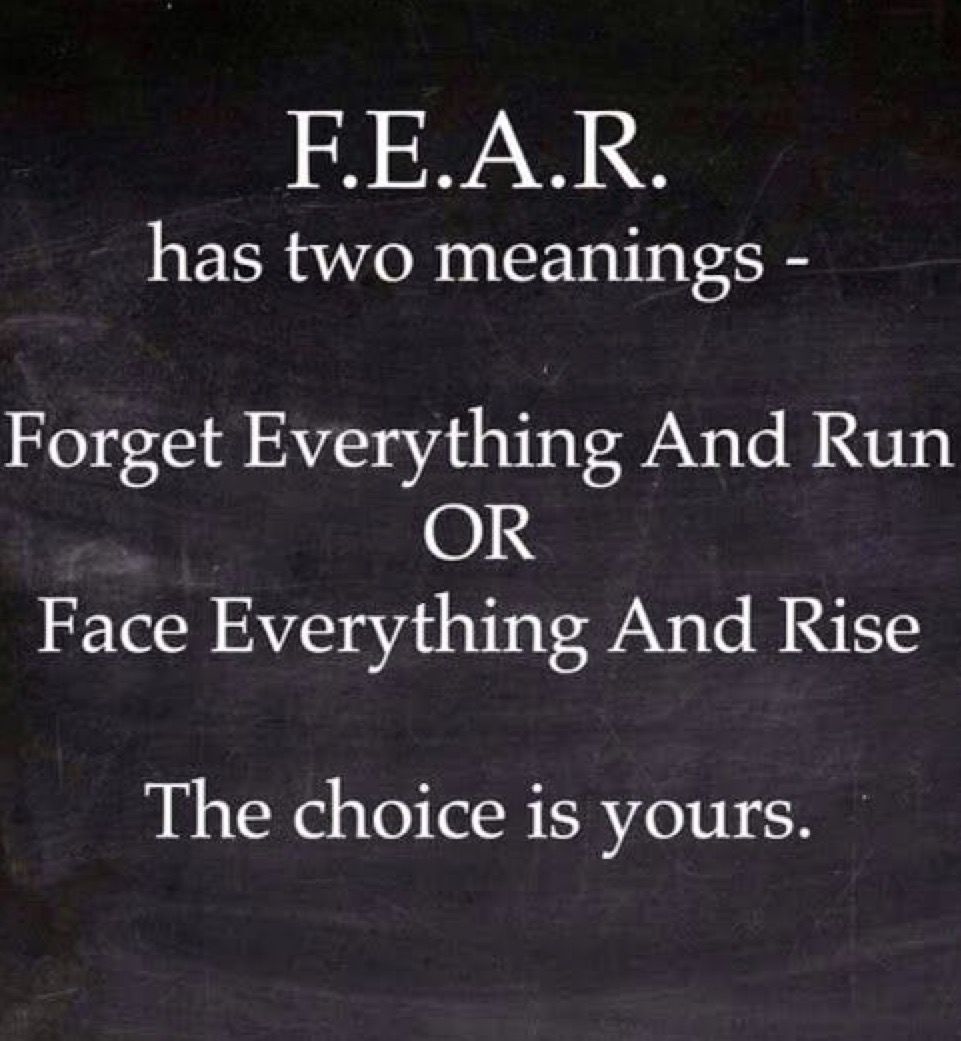 F.E.A.R.
has two meanings -
Forget Everything And Run
OR
Face Everything And Rise
The choice is yours.